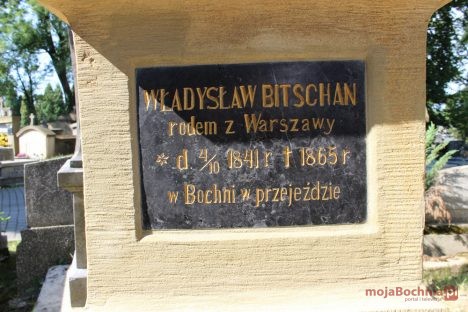 WŁADYSŁAW BITSCHAN
rodem z Warszawy
* d. 4/10 1841 r † 1865 r
w Bochni w przejeździe
mojaBochnia.pl